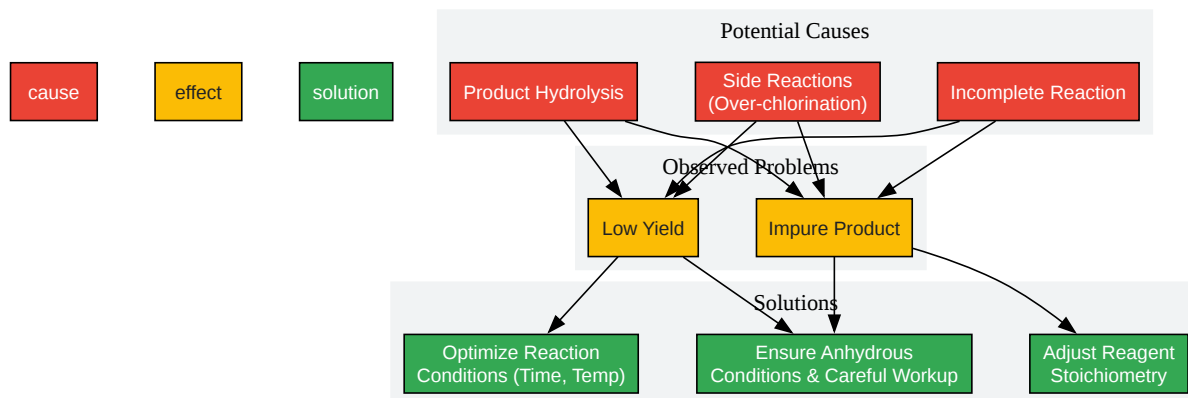 Potential Causes
cause
effect
solution
Product Hydrolysis
Side Reactions
(Over-chlorination)
Incomplete Reaction
Observed Problems
Low Yield
Impure Product
Solutions
Optimize Reaction
Conditions (Time, Temp)
Ensure Anhydrous
Conditions & Careful Workup
Adjust Reagent
Stoichiometry